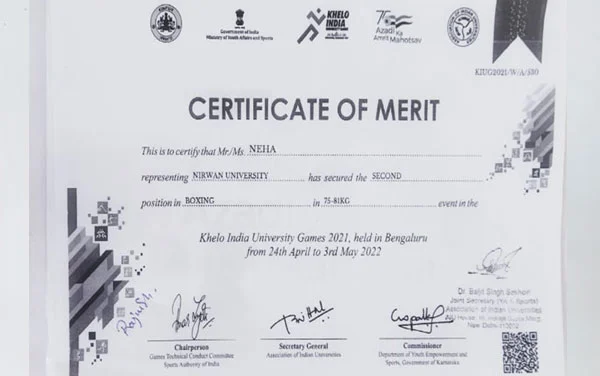 Government of India
Ministry of Youth Affairs and Sports
KHELO
INDIA
75
Azadi Ka
Amrit Mahotsav
KIUG2021/W/A/530
CERTIFICATE OF MERIT
This is to certify that Mr./Ms. NEHA
representing NIRWAN UNIVERSITY has secured the SECOND
position in BOXING in 75-81KG event in the
Khelo India University Games 2021, held in Bengaluru
from 24th April to 3rd May 2022
Chairperson
Games Technical Conduct Committee
Sports Authority of India
Secretary General
Association of Indian Universities
Commissioner
Department of Youth Empowerment and
Sports, Government of Karnataka
Dr. Baljit Singh
Joint Secretary
Association of Indian Universities
New Delhi